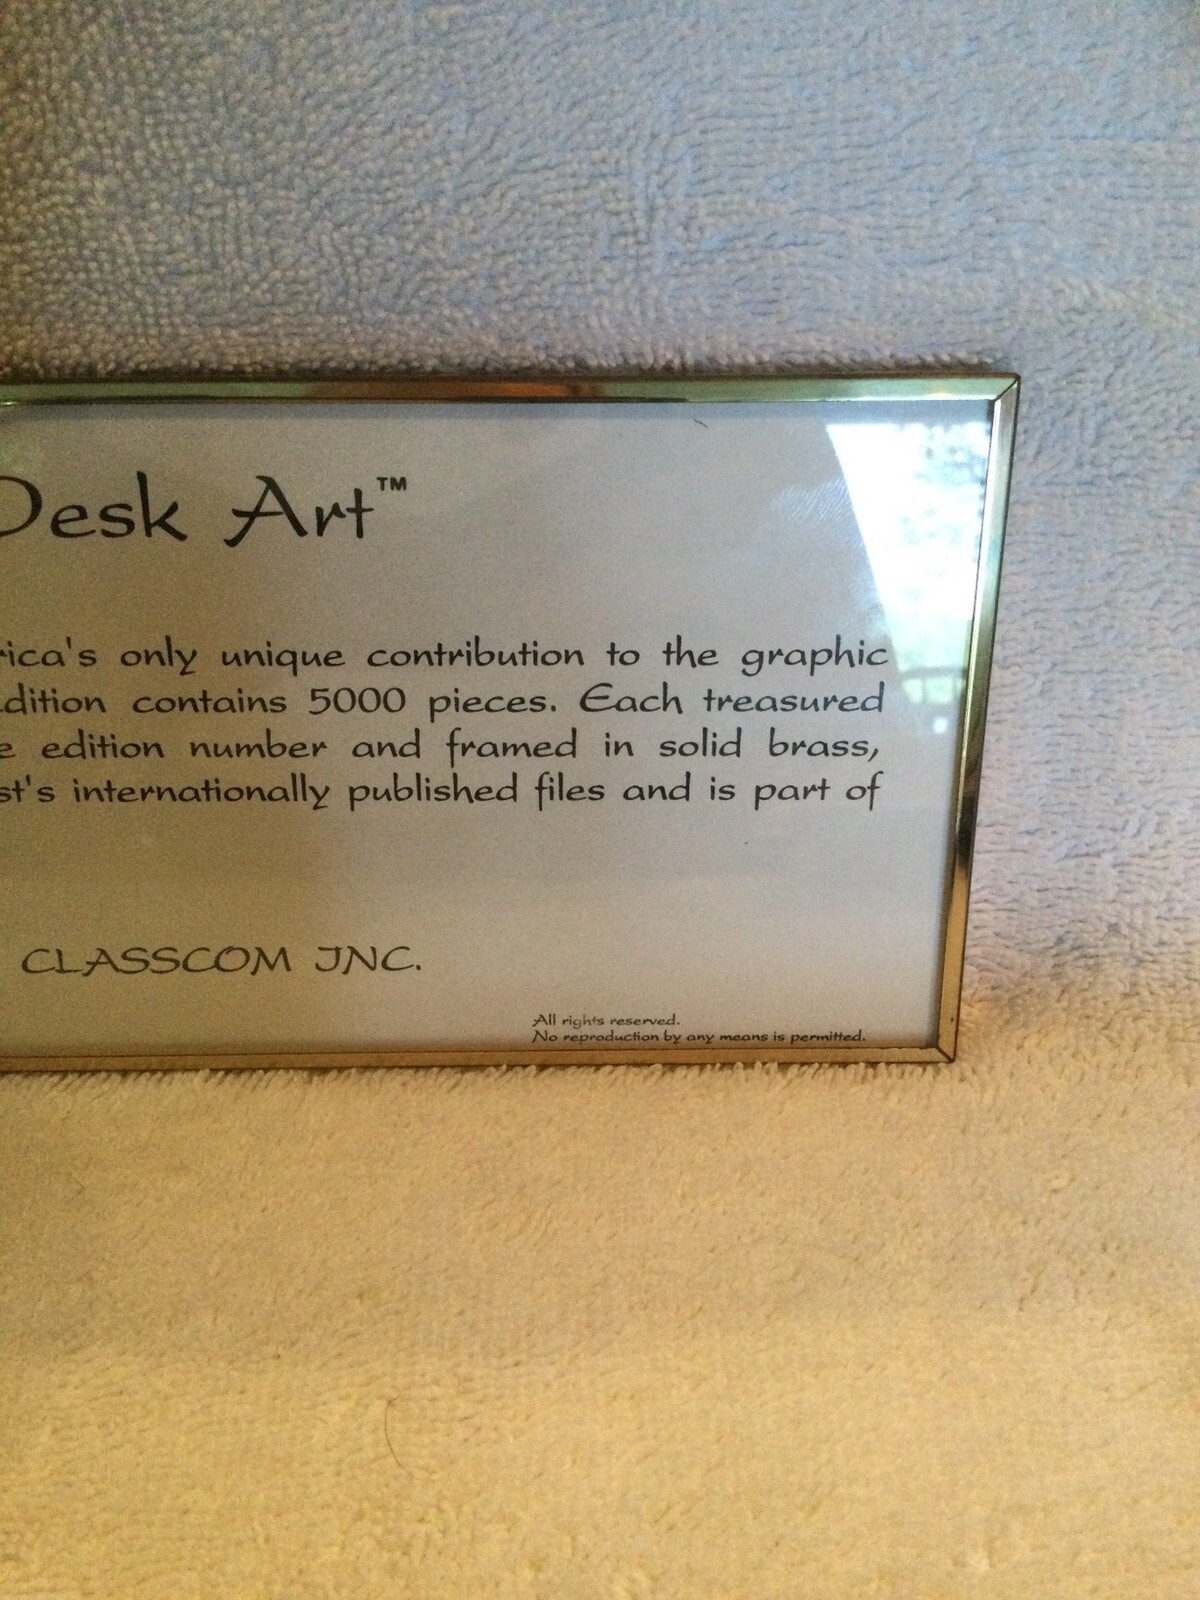 Desk Art™
rica's only unique contribution to the graphic
dition contains 5000 pieces. Each treasured
e edition number and framed in solid brass,
st's internationally published files and is part of
CLASSCOM INC.
All rights reserved.
No reproduction by any means is permitted.